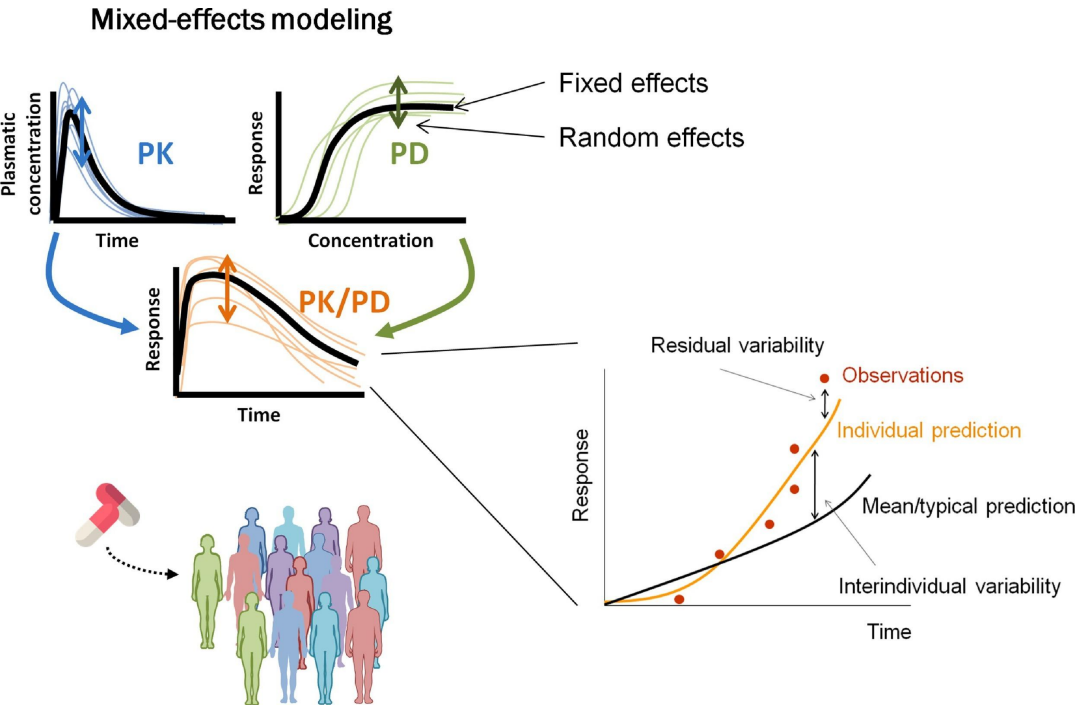 Mixed-effects modeling
Plasmatic
concentration
PK
Time
Response
PD
Concentration
Fixed effects
Random effects
Response
PK/PD
Time
Residual variability
Observations
Individual prediction
Response
Mean/typical prediction
Interindividual variability
Time